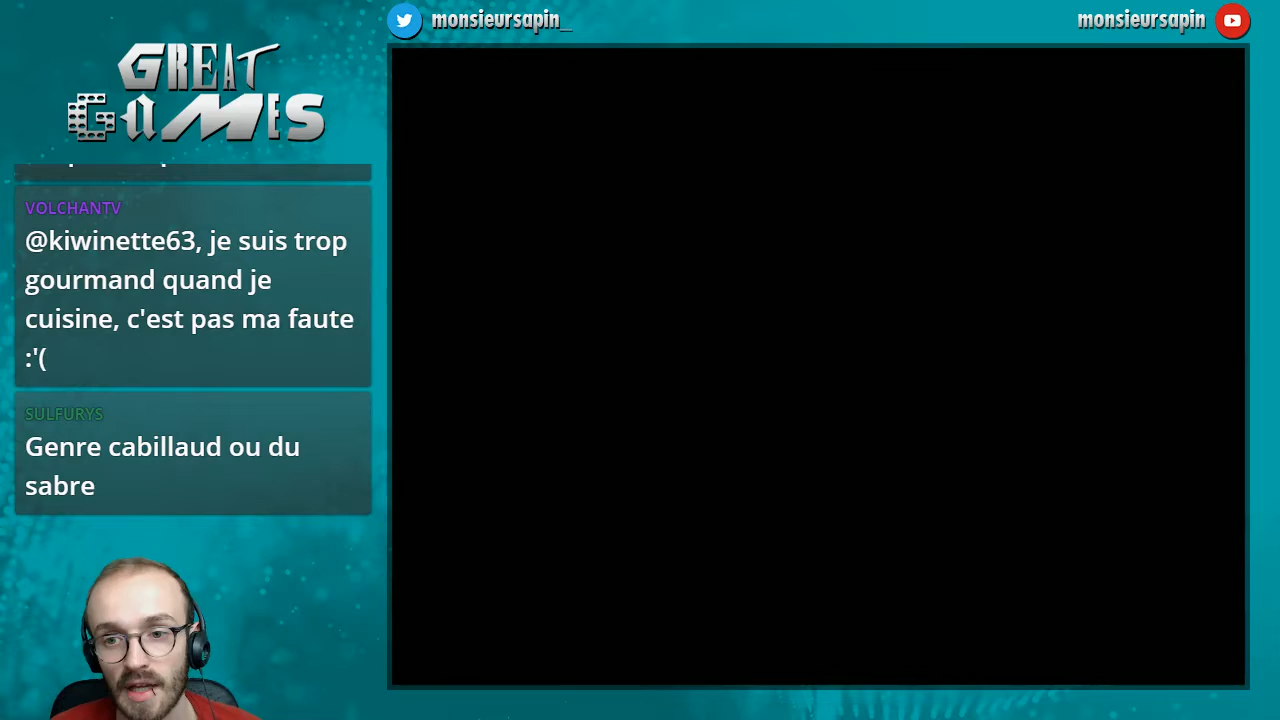 monsieursapin_
monsieursapin
GREAT
GAMES
VOLCHANTV
@kiwinette63, je suis trop
gourmand quand je
cuisine, c'est pas ma faute
:'(
SULFURYS
Genre cabillaud ou du
sabre